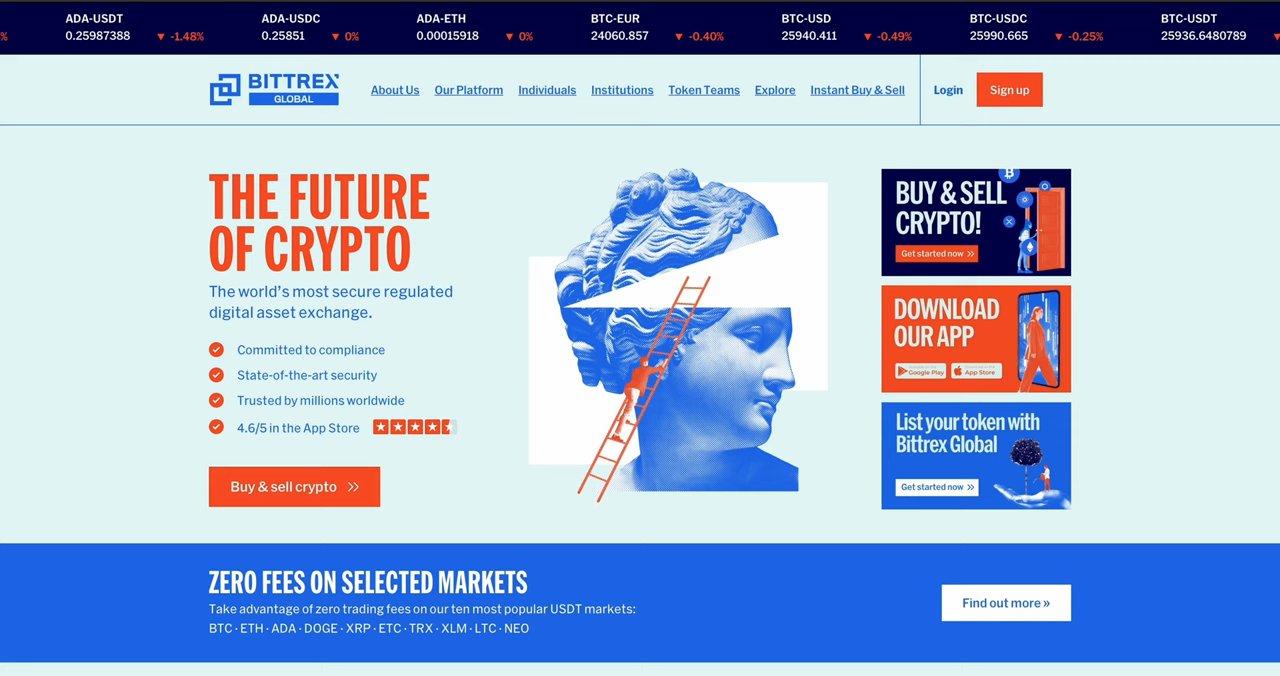 ADA-USDT
0.25987388 ▼ -1.48%
ADA-USDC
0.25851 ▼ 0%
ADA-ETH
0.00015918 ▼ 0%
BTC-EUR
24060.857 ▼ -0.40%
BTC-USD
25940.411 ▼ -0.49%
BTC-USDC
25990.665 ▼ -0.25%
BTC-USDT
25936.6480789
BITTREX
GLOBAL
About Us
Our Platform
Individuals
Institutions
Token Teams
Explore
Instant Buy & Sell
Login
Sign up
THE FUTURE
OF CRYPTO
The world's most secure regulated
digital asset exchange.
Committed to compliance
State-of-the-art security
Trusted by millions worldwide
4.6/5 in the App Store
Buy & sell crypto »
BUY & SELL
CRYPTO!
Get started now »
DOWNLOAD
OUR APP
Google Play
App Store
List your token with
Bittrex Global
Get started now »
ZERO FEES ON SELECTED MARKETS
Take advantage of zero trading fees on our ten most popular USDT markets:
BTC · ETH · ADA · DOGE · XRP · ETC · TRX · XLM · LTC · NEO
Find out more »